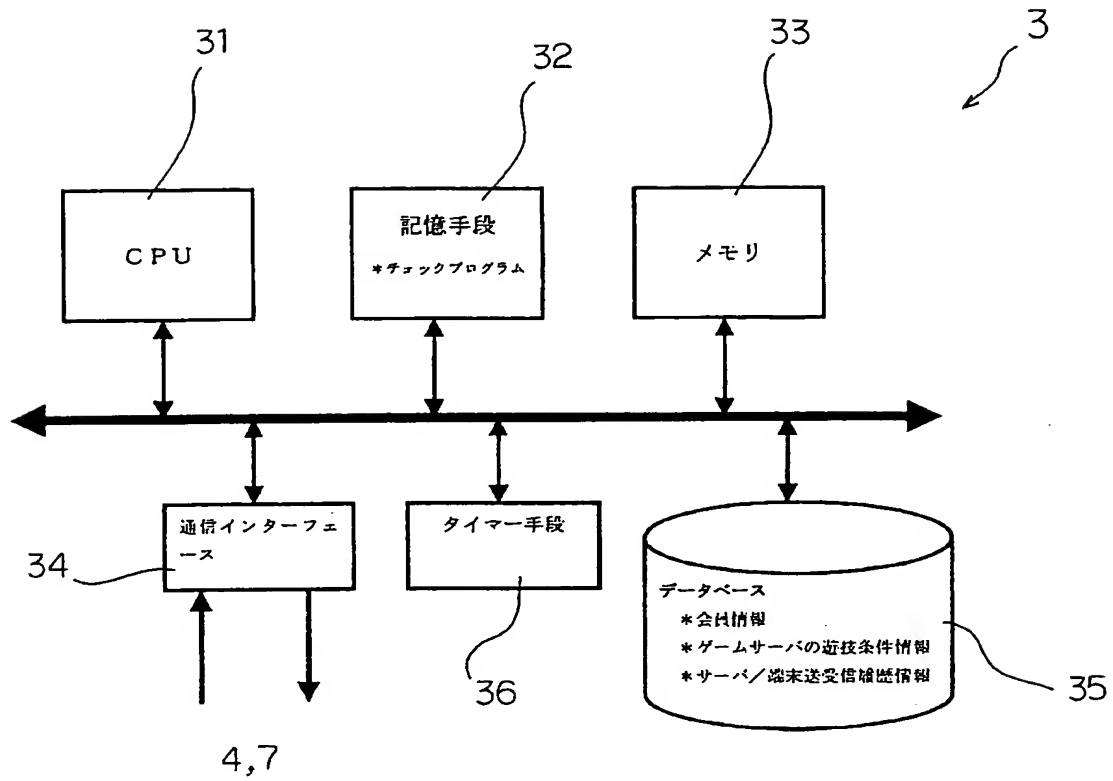 31
32
33
3
CPU
記憶手段
*チェックプログラム
メモリ
通信インターフェ
ース
タイマー手段
データベース
*会員情報
*ゲームサーバの遊技条件情報
*サーバ/端末送受信履歴情報
34
36
35
4,7